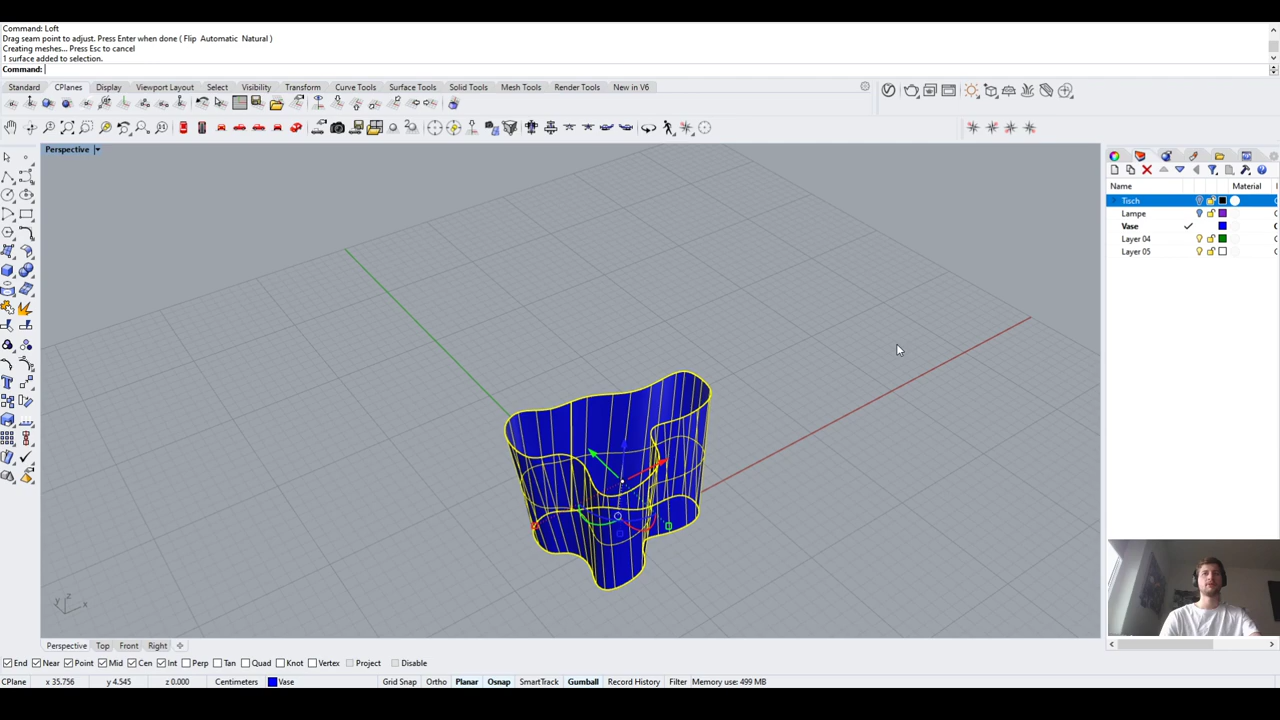 Command: Loft
Drag seam point to adjust. Press Enter when done ( Flip Automatic Natural )
Creating meshes... Press Esc to cancel
1 surface added to selection.
Command:
Standard CPlanes Display Viewport Layout Select Visibility Transform Curve Tools Surface Tools Solid Tools Mesh Tools Render Tools New in V6
Perspective
Name Material
Tisch
Lampe
Vase
Layer 04
Layer 05
z
y x
Perspective Top Front Right
End Near Point Mid Cen Int Perp Tan Quad Knot Vertex Project Disable
CPlane x 35.756 y 4.545 z 0.000 Centimeters Vase Grid Snap Ortho Planar Osnap SmartTrack Gumball Record History Filter Memory use: 499 MB